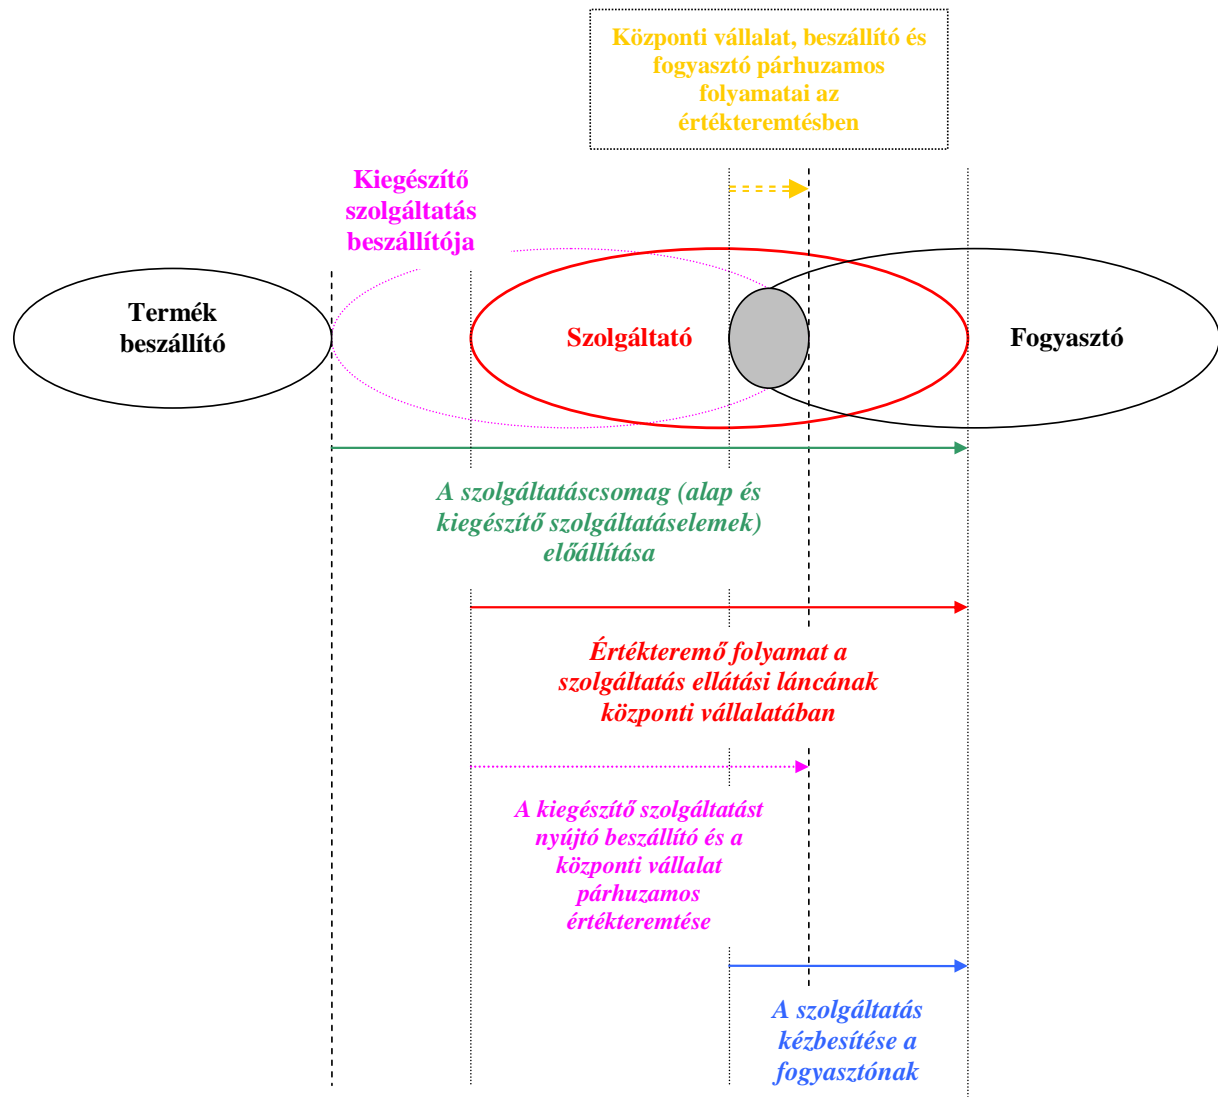 Központi vállalat, beszállító és
fogyasztó párhuzamos
folyamatai az
értékteremtésben
Kiegészítő
szolgáltatás
beszállítója
Termék
beszállító
Szolgáltató
Fogyasztó
A szolgáltatáscsomag (alap és
kiegészítő szolgáltatáselemek)
előállítása
Értékteremő folyamat a
szolgáltatás ellátási láncának
központi vállalatában
A kiegészítő szolgáltatást
nyújtó beszállító és a
központi vállalat
párhuzamos
értékteremtése
A szolgáltatás
kézbesítése a
fogyasztónak